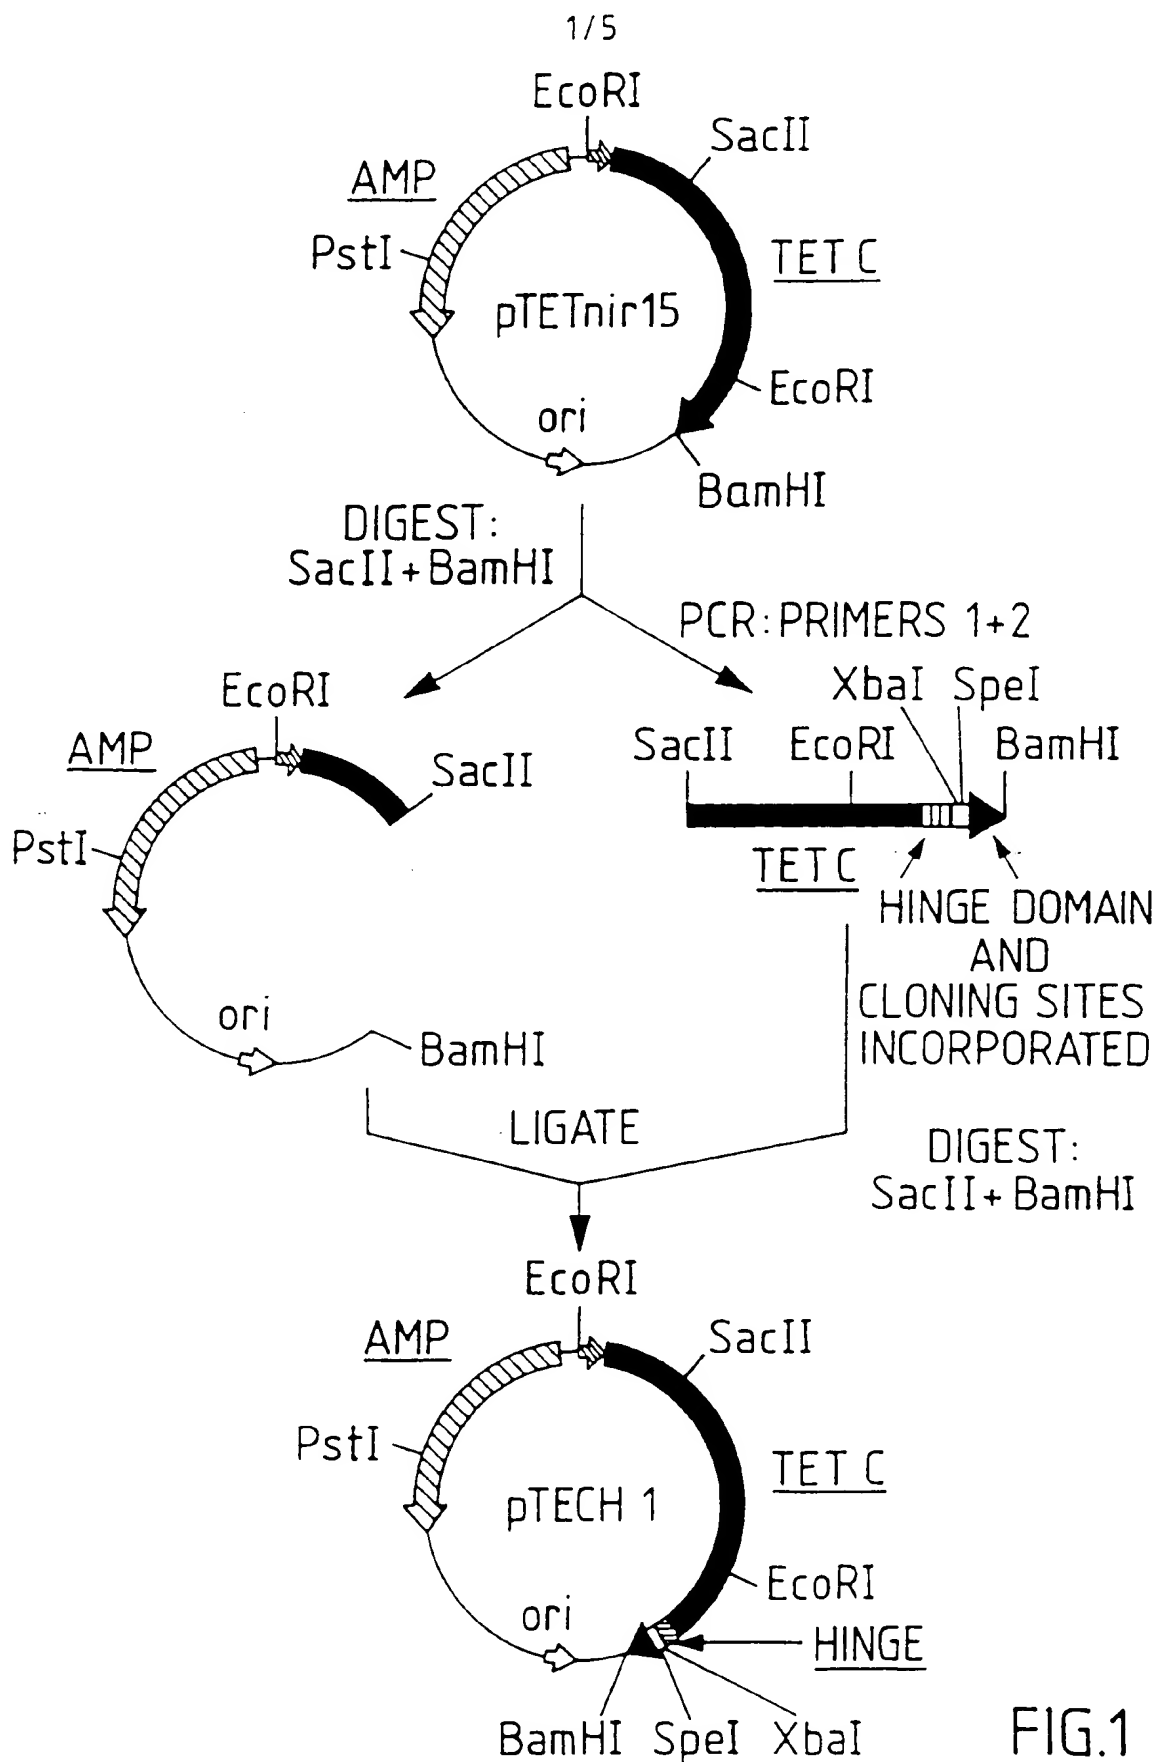 1/5
EcoRI
SacII
AMP
PstI
TET C
pTETnir15
EcoRI
ori
BamHI
DIGEST:
SacII+BamHI
PCR:PRIMERS 1+2
XbaI SpeI
EcoRI
AMP
SacII
PstI
ori
BamHI
SacII EcoRI BamHI
TET C
HINGE DOMAIN
AND
CLONING SITES
INCORPORATED
LIGATE
DIGEST:
SacII+BamHI
EcoRI
AMP
SacII
PstI
TET C
pTECH 1
EcoRI
ori
HINGE
BamHI SpeI XbaI
FIG.1